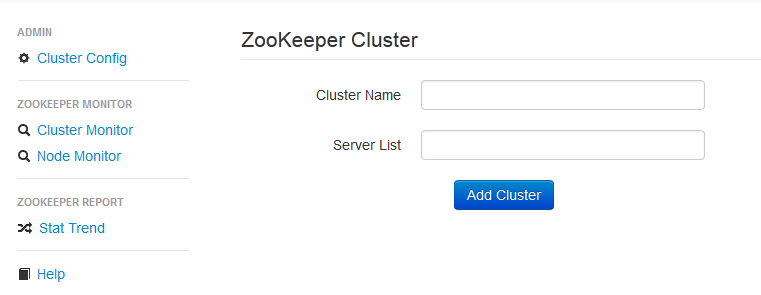 ADMIN
Cluster Config
ZOOKEEPER MONITOR
Cluster Monitor
Node Monitor
ZOOKEEPER REPORT
Stat Trend
Help
ZooKeeper Cluster
Cluster Name
Server List
Add Cluster